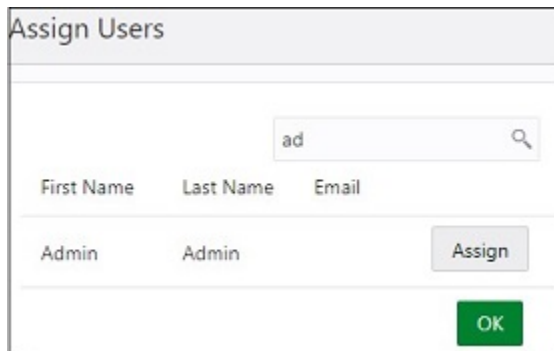 Assign Users
ad
First Name Last Name Email
Admin Admin Assign
OK